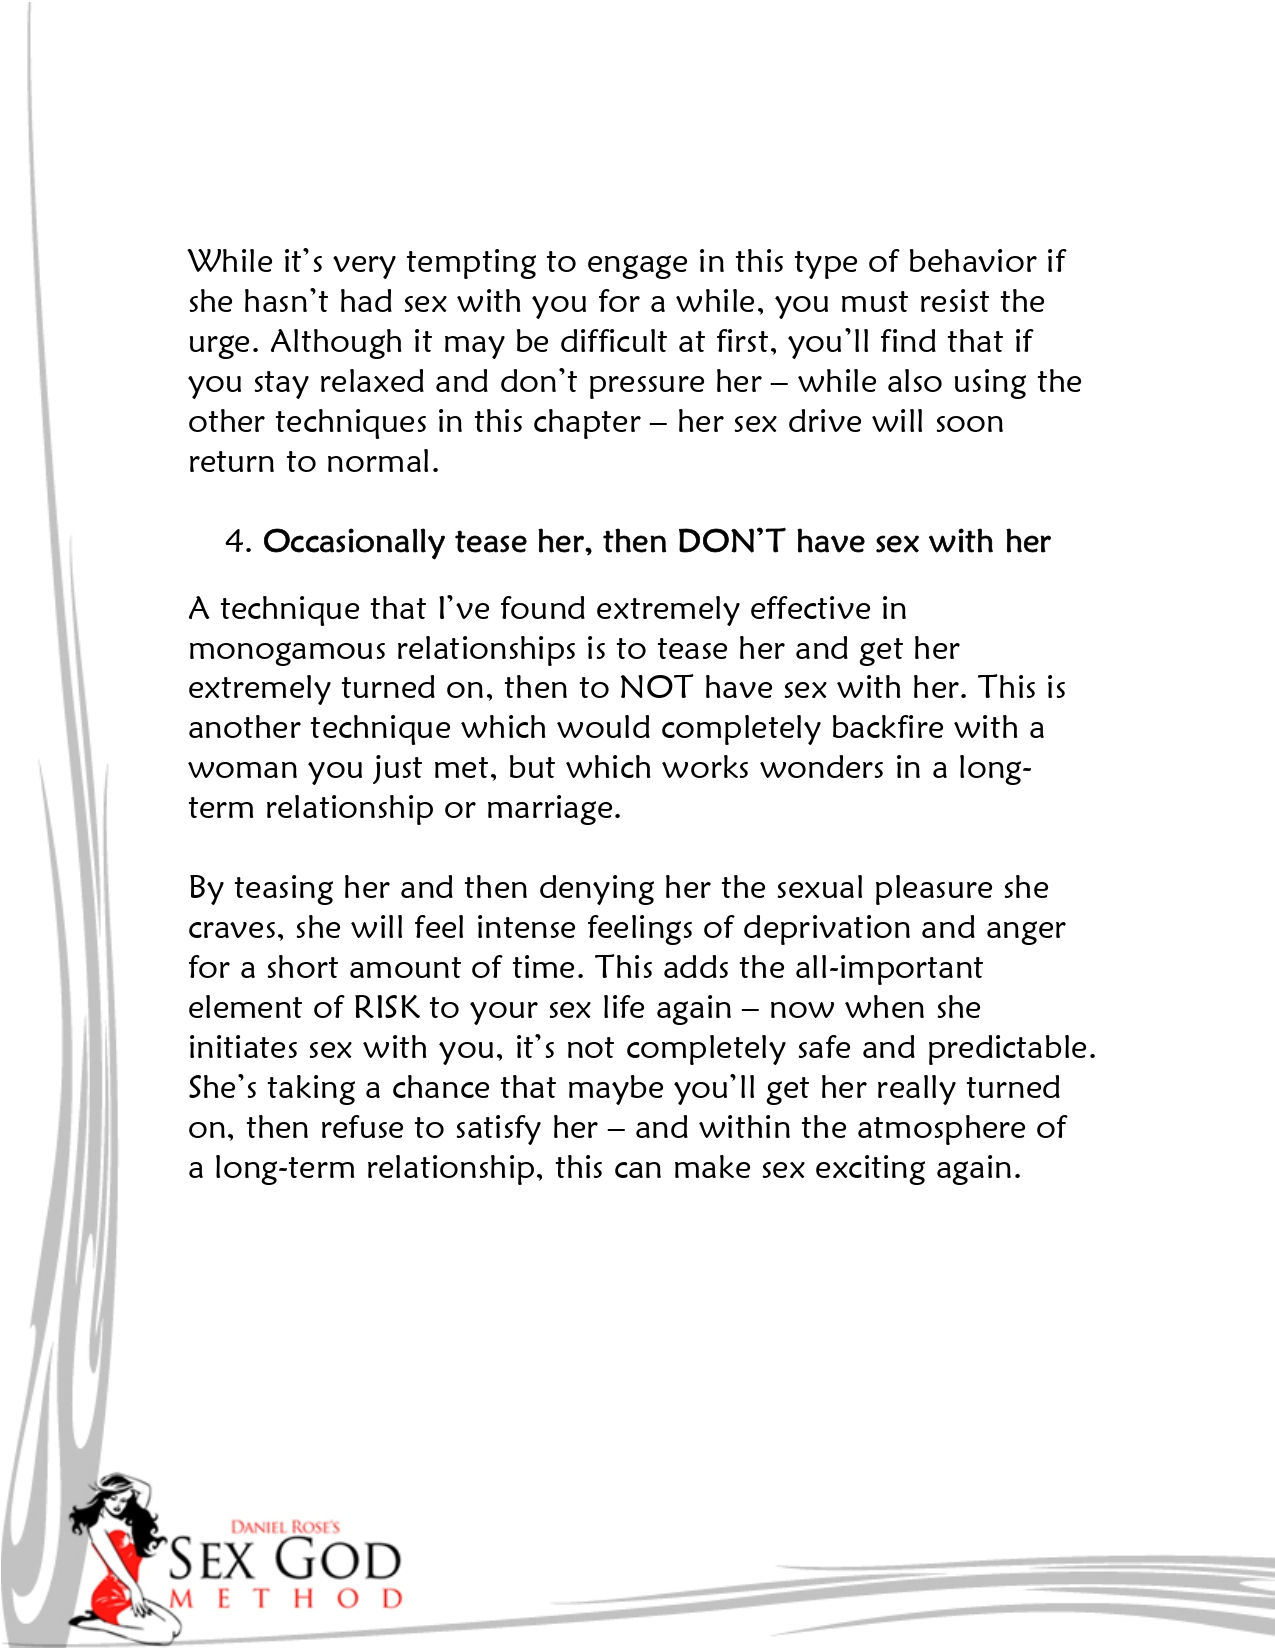 While it’s very tempting to engage in this type of behavior if
she hasn’t had sex with you for a while, you must resist the
urge. Although it may be difficult at first, you’ll find that if
you stay relaxed and don’t pressure her – while also using the
other techniques in this chapter – her sex drive will soon
return to normal.
4. Occasionally tease her, then DON’T have sex with her
A technique that I’ve found extremely effective in
monogamous relationships is to tease her and get her
extremely turned on, then to NOT have sex with her. This is
another technique which would completely backfire with a
woman you just met, but which works wonders in a long-
term relationship or marriage.
By teasing her and then denying her the sexual pleasure she
craves, she will feel intense feelings of deprivation and anger
for a short amount of time. This adds the all-important
element of RISK to your sex life again – now when she
initiates sex with you, it’s not completely safe and predictable.
She’s taking a chance that maybe you’ll get her really turned
on, then refuse to satisfy her – and within the atmosphere of
a long-term relationship, this can make sex exciting again.
DANIEL ROSE’S
SEX GOD
METHOD